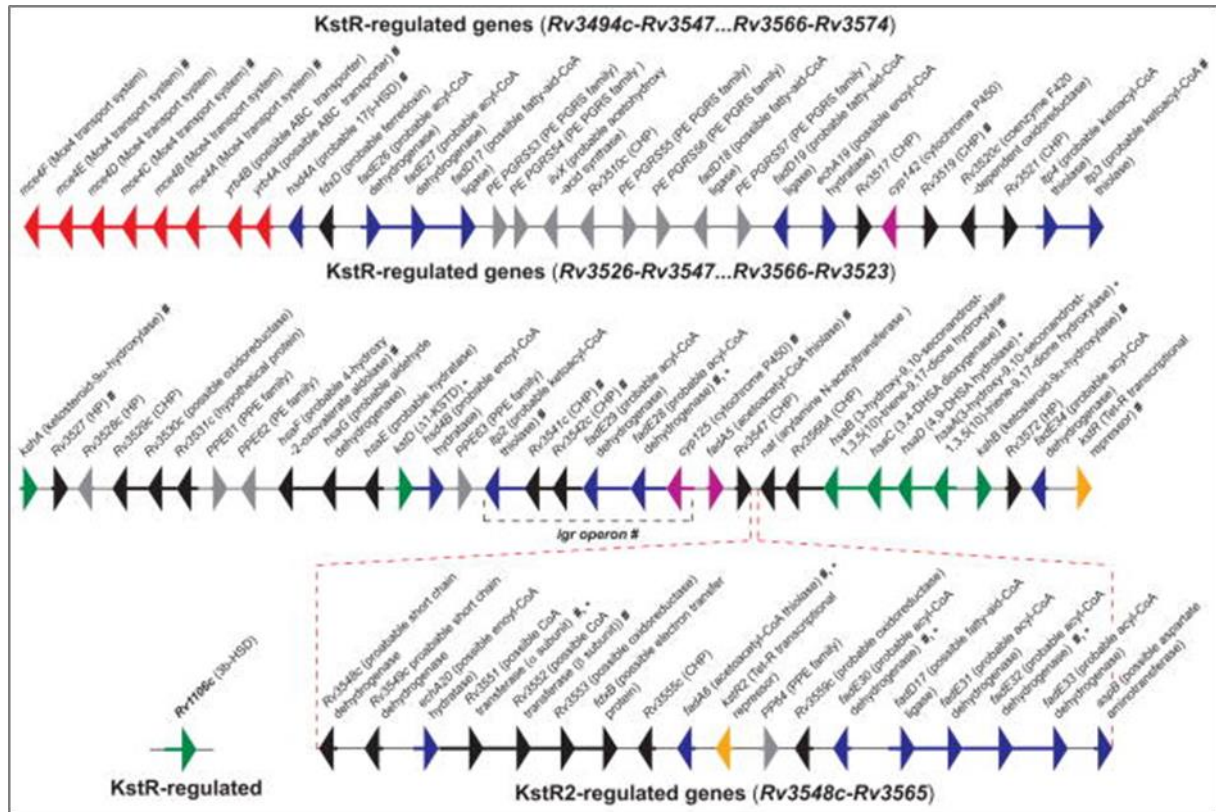 KstR-regulated genes (Rv3494c-Rv3547...Rv3566-Rv3574)
mce4F (Mce4 transport system)
mce4E (Mce4 transport system) #
mce4D (Mce4 transport system)
mce4C (Mce4 transport system) #
mce4B (Mce4 transport system)
mce4A (Mce4 transport system) #
yrb4B (possible ABC transporter)
yrb4A (possible ABC transporter) #
hsd4A (probable 17β-HSD) #
fdxD (probable ferredoxin)
fadE26 (probable acyl-CoA
dehydrogenase)
fadE27 (probable acyl-CoA
dehydrogenase)
fadD17 (possible fatty-aid-CoA
ligase)
PE PGRS53 (PE PGRS family)
PE PGRS54 (PE PGRS family )
ilvX (probable acetohydroxy
-acid synthase)
Rv3510c (CHP)
PE PGRS55 (PE PGRS family)
PE PGRS56 (PE PGRS family)
fadD18 (possible fatty-aid-CoA
ligase)
PE PGRS57 (PE PGRS family )
fadD19 (probable fatty-aid-CoA
ligase)
echA19 (possible enoyl-CoA
hydratase)
Rv3517 (CHP)
cyp142 (cytochrome P450)
Rv3519 (CHP) #
Rv3520c (coenzyme F420
-dependent oxidoreductase)
Rv3521 (CHP)
ltp4 (probable ketoacyl-CoA
thiolase)
ltp3 (probable ketoacyl-CoA #
thiolase)
KstR-regulated genes (Rv3526-Rv3547...Rv3566-Rv3523)
kshA (ketosteroid-9α-hydroxylase) #
Rv3527 (HP) #
Rv3528c (HP)
Rv3529c (CHP)
Rv3530c (possible oxidoreductase)
Rv3531c (hypothetical protein)
PPE61 (PPE family)
PPE62 (PE family)
hsaF (probable 4-hydroxy
-2-oxovalerate aldolase) #
hsaG (probable aldehyde
dehydrogenase)
hsaE (probable hydratase)
kstD (Δ1-KSTD) *
hsd4B (probable enoyl-CoA
hydratase)
PPE63 (PPE family)
ltp2 (probable ketoacyl-CoA
thiolase) #
Rv3541c (CHP) #
Rv3542c (CHP) #
fadE29 (probable acyl-CoA
dehydrogenase)
fadE28 (probable acyl-CoA
dehydrogenase) #, *
cyp125 (cytochrome P450) #
fadA5 (acetoacetyl-CoA thiolase) #
Rv3547 (CHP)
nat (arylamine N-acetyltransferase )
Rv3568A (CHP)
hsaB (3-hydroxy-9,10-seconandrost-
1,3,5(10)-triene-9,17-dione hydroxylase
hsaC (3,4-DHSA dioxygenase) #
hsaD (4,9-DHSA hydrolase) *
hsaA(3-hydroxy-9,10-seconandrost-
1,3,5(10)-triene-9,17-dione hydroxylase) *
kshB (ketosteroid-9α-hydroxylase) #
Rv3572 (HP)
fadE34 (probable acyl-CoA
dehydrogenase)
kstR (Tet-R transcriptional
repressor) #
igr operon #
Rv3548c (probable short chain
dehydrogenase
Rv3549c probable short chain
dehydrogenase
echA20 (possible enoyl-CoA
hydratase)
Rv3551 (possible CoA
transferase (α subunit) #, *
Rv3552 (possible CoA
transferase (β subunit)) #
Rv3553 (possible oxidoreductase)
fdxB (possible electron transfer
protein)
Rv3555c (CHP)
fadA6 (acetoacetyl-CoA thiolase) #, *
kstR2 (Tet-R transcriptional
repressor)
PP64 (PPE family)
Rv3559c (probable oxidoreductase)
fadE30 (probable acyl-CoA
dehydrogenase) #, *
fadD17 (possible fatty-aid-CoA
ligase)
fadE31 (probable acyl-CoA
dehydrogenase)
fadE32 (probable acyl-CoA
dehydrogenase) #, *
fadE33 (probable acyl-CoA
dehydrogenase)
aspB (possible aspartate
aminotransferase)
Rv1106c (3b-HSD)
KstR-regulated
KstR2-regulated genes (Rv3548c-Rv3565)